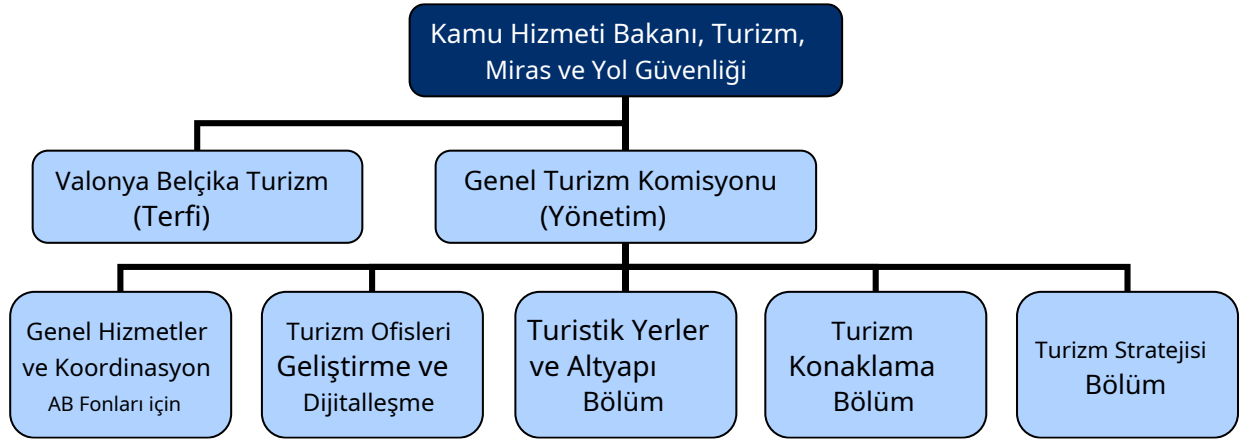 Kamu Hizmeti Bakanı, Turizm,
Miras ve Yol Güvenliği
Valonya Belçika Turizm
(Terfi)
Genel Turizm Komisyonu
(Yönetim)
Genel Hizmetler
ve Koordinasyon
AB Fonları için
Turizm Ofisleri
Geliştirme ve
Dijitalleşme
Turistik Yerler
ve Altyapı
Bölüm
Turizm
Konaklama
Bölüm
Turizm Stratejisi
Bölüm